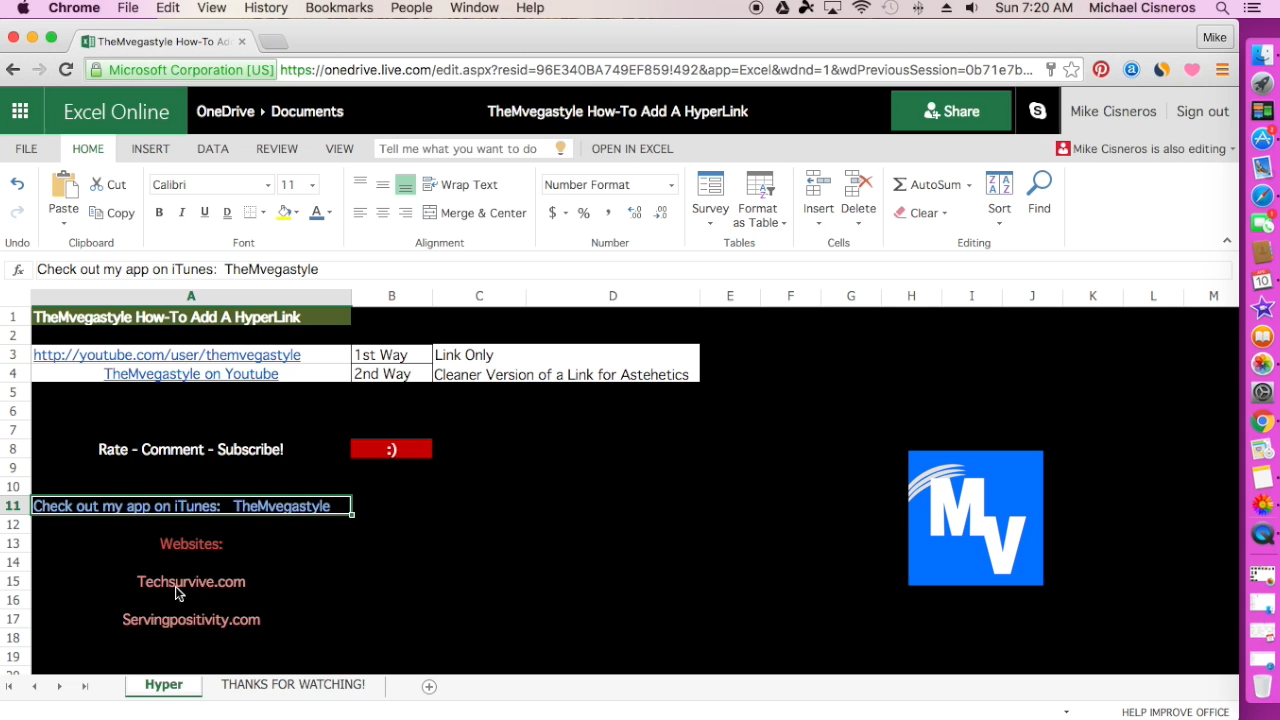 Chrome File Edit View History Bookmarks People Window Help Sun 7:20 AM Michael Cisneros
TheMvegastyle How-To Add Mike
Microsoft Corporation [US] https://onedrive.live.com/edit.aspx?resid=96E340BA749EF859!492&app=Excel&wdnd=1&wdPreviousSession=0b71e7b...
Excel Online OneDrive Documents TheMvegastyle How-To Add A HyperLink Share Mike Cisneros Sign out
FILE HOME INSERT DATA REVIEW VIEW Tell me what you want to do OPEN IN EXCEL Mike Cisneros is also editing
Cut Calibri 11 Wrap Text Number Format AutoSum
Paste Copy B I U D A Merge & Center $ % , Survey Format as Table Insert Delete Clear Sort Find
Undo Clipboard Font Alignment Number Tables Cells Editing
fx Check out my app on iTunes: TheMvegastyle
A B C D E F G H I J K L M
1 TheMvegastyle How-To Add A HyperLink
2
3 http://youtube.com/user/themvegastyle 1st Way Link Only
4 TheMvegastyle on Youtube 2nd Way Cleaner Version of a Link for Astehetics
5
6
7
8 Rate - Comment - Subscribe! :)
9
10
11 Check out my app on iTunes: TheMvegastyle
12
13 Websites:
14
15 Techsurvive.com
16
17 Servingpositivity.com
18
19
MV
Hyper THANKS FOR WATCHING!
HELP IMPROVE OFFICE